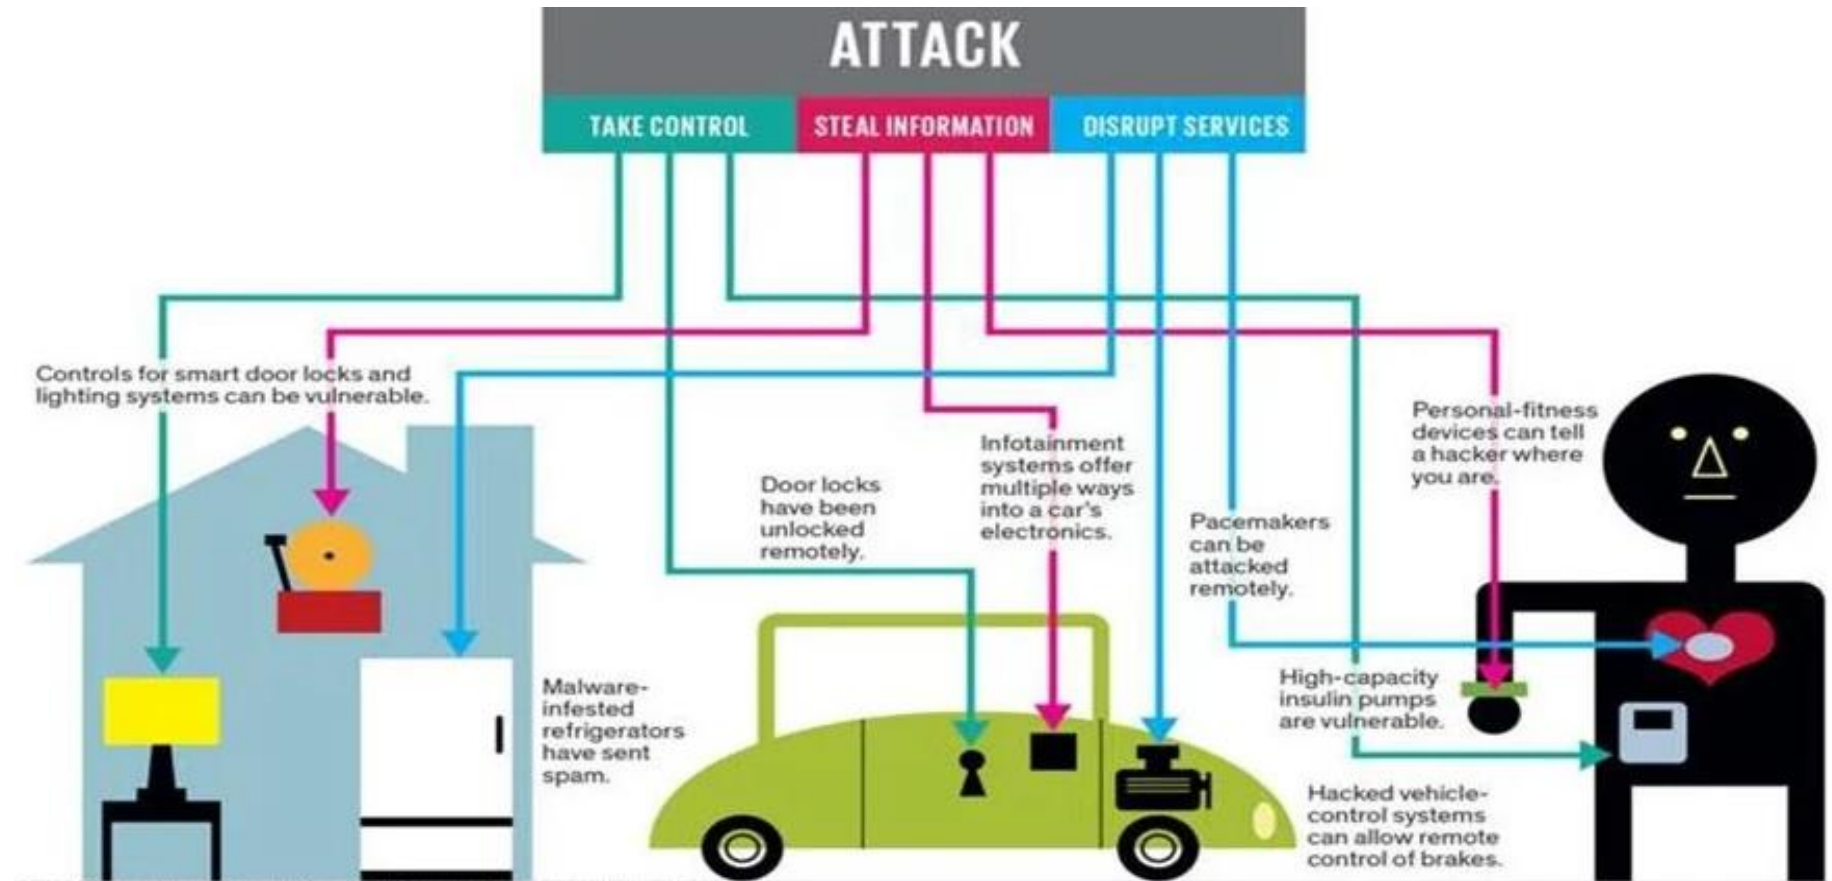 ATTACK
TAKE CONTROL
STEAL INFORMATION
DISRUPT SERVICES
Controls for smart door locks and
lighting systems can be vulnerable.
Malware-
infested
refrigerators
have sent
spam.
Door locks
have been
unlocked
remotely.
Infotainment
systems offer
multiple ways
into a car's
electronics.
Pacemakers
can be
attacked
remotely.
Personal-fitness
devices can tell
a hacker where
you are.
High-capacity
insulin pumps
are vulnerable.
Hacked vehicle-
control systems
can allow remote
control of brakes.